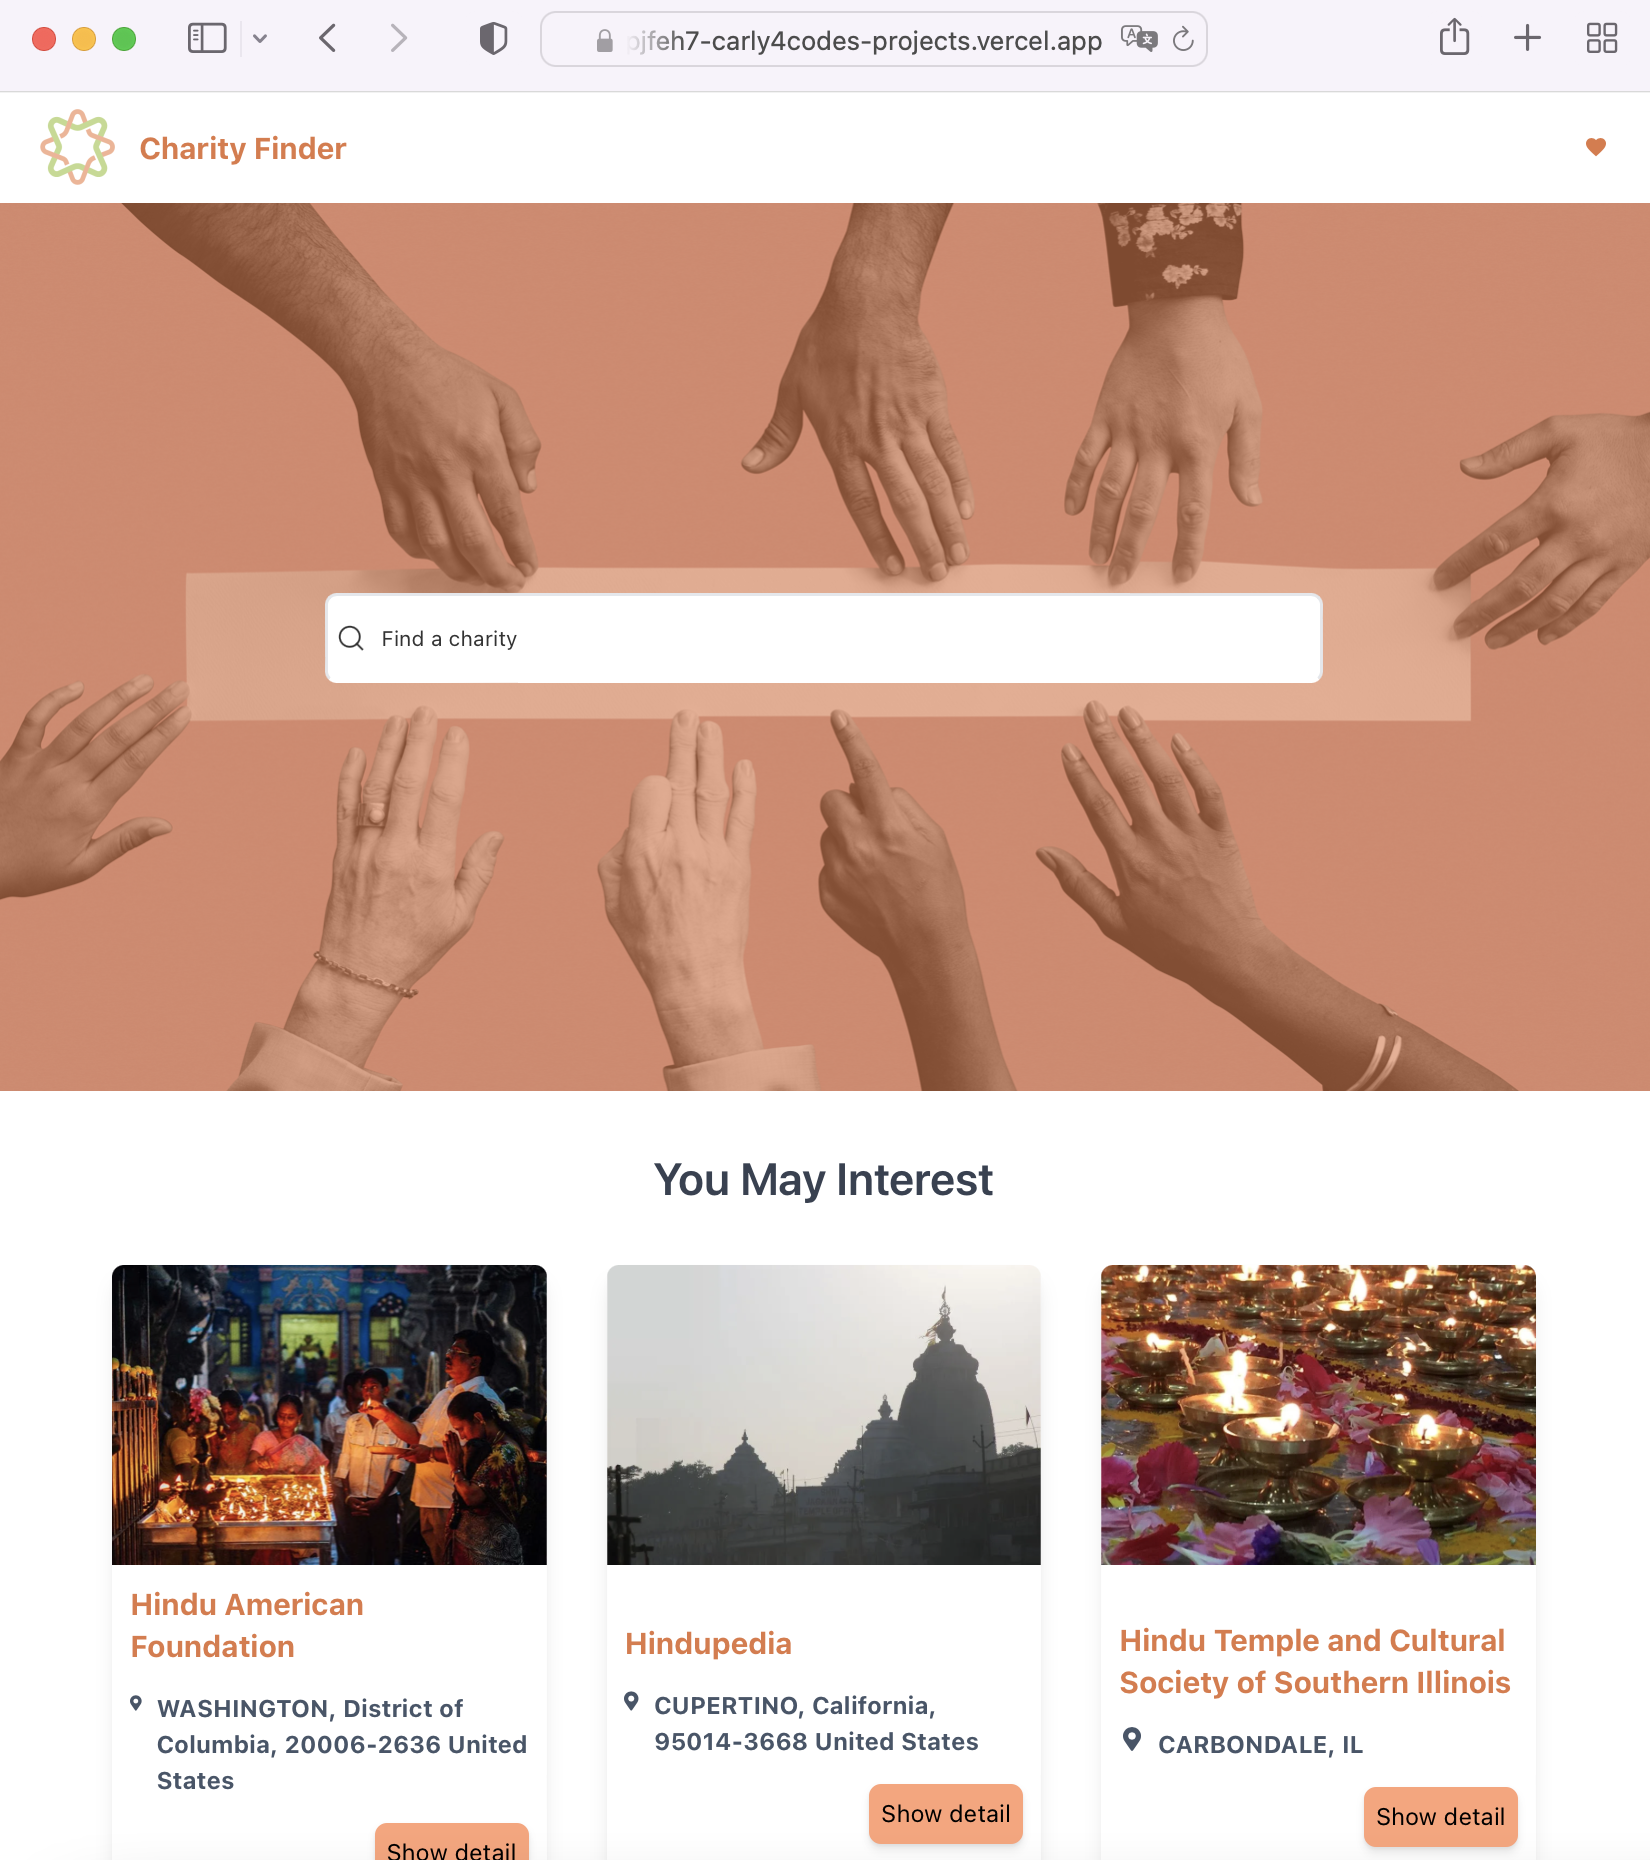 pjfeh7-carly4codes-projects.vercel.app
Charity Finder
Find a charity
You May Interest
Hindu American
Foundation
WASHINGTON, District of
Columbia, 20006-2636 United
States
Show detail
Hindupedia
CUPERTINO, California,
95014-3668 United States
Show detail
Hindu Temple and Cultural
Society of Southern Illinois
CARBONDALE, IL
Show detail